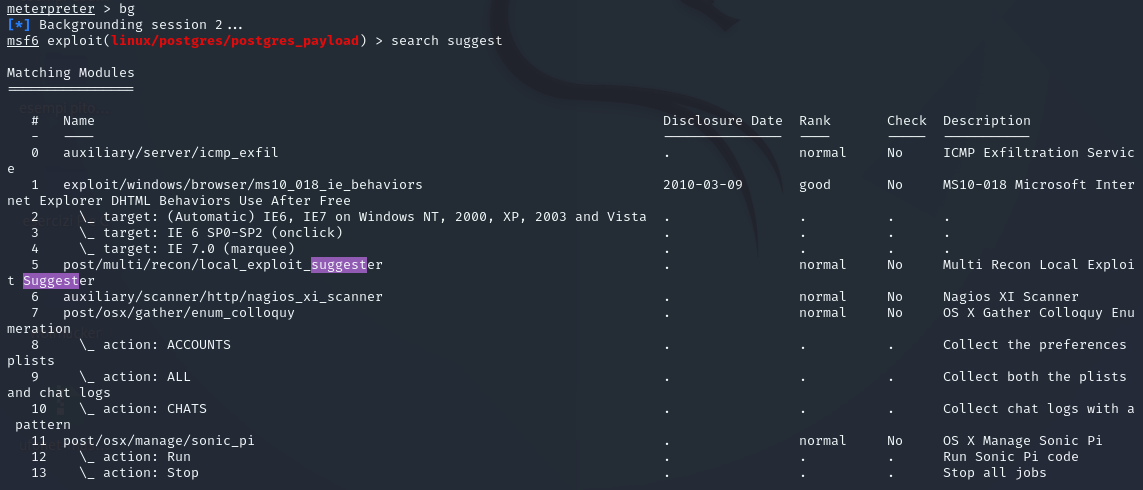 meterpreter > bg
[*] Backgrounding session 2...
msf6 exploit(linux/postgres/postgres_payload) > search suggest
Matching Modules
================
#   Name   Disclosure Date   Rank   Check   Description
-   ----   ---------------   ----   -----   -----------
0   auxiliary/server/icmp_exfil   .   normal   No   ICMP Exfiltration Servic
e
1   exploit/windows/browser/ms10_018_ie_behaviors   2010-03-09   good   No   MS10-018 Microsoft Inter
net Explorer DHTML Behaviors Use After Free
2   \_ target: (Automatic) IE6, IE7 on Windows NT, 2000, XP, 2003 and Vista   .   .   .   .
3   \_ target: IE 6 SP0-SP2 (onclick)   .   .   .   .
4   \_ target: IE 7.0 (marquee)   .   .   .   .
5   post/multi/recon/local_exploit_suggester   .   normal   No   Multi Recon Local Exploi
t Suggester
6   auxiliary/scanner/http/nagios_xi_scanner   .   normal   No   Nagios XI Scanner
7   post/osx/gather/enum_colloquy   .   normal   No   OS X Gather Colloquy Enu
meration
8   \_ action: ACCOUNTS   .   .   .   Collect the preferences
plists
9   \_ action: ALL   .   .   .   Collect both the plists
and chat logs
10   \_ action: CHATS   .   .   .   Collect chat logs with a
pattern
11   post/osx/manage/sonic_pi   .   normal   No   OS X Manage Sonic Pi
12   \_ action: Run   .   .   .   Run Sonic Pi code
13   \_ action: Stop   .   .   .   Stop all jobs